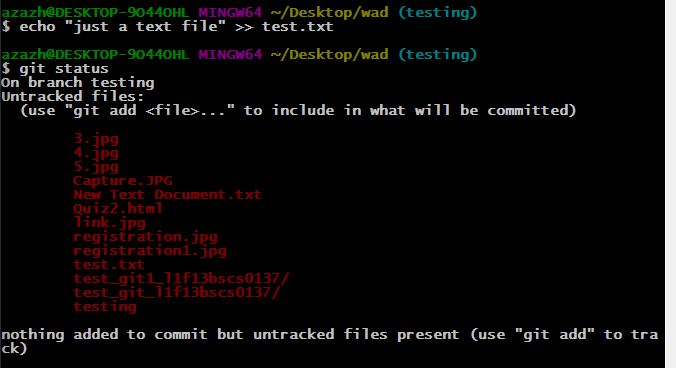 azazh@DESKTOP-9O44OHL MINGW64 ~/Desktop/wad (testing)
$ echo "just a text file" >> test.txt
azazh@DESKTOP-9O44OHL MINGW64 ~/Desktop/wad (testing)
$ git status
On branch testing
Untracked files:
  (use "git add <file>..." to include in what will be committed)
        3.jpg
        4.jpg
        5.jpg
        Capture.JPG
        New Text Document.txt
        Quiz2.html
        link.jpg
        registration.jpg
        registration1.jpg
        test.txt
        test_git1_l1f13bscs0137/
        test_git_l1f13bscs0137/
        testing
nothing added to commit but untracked files present (use "git add" to tra
ck)